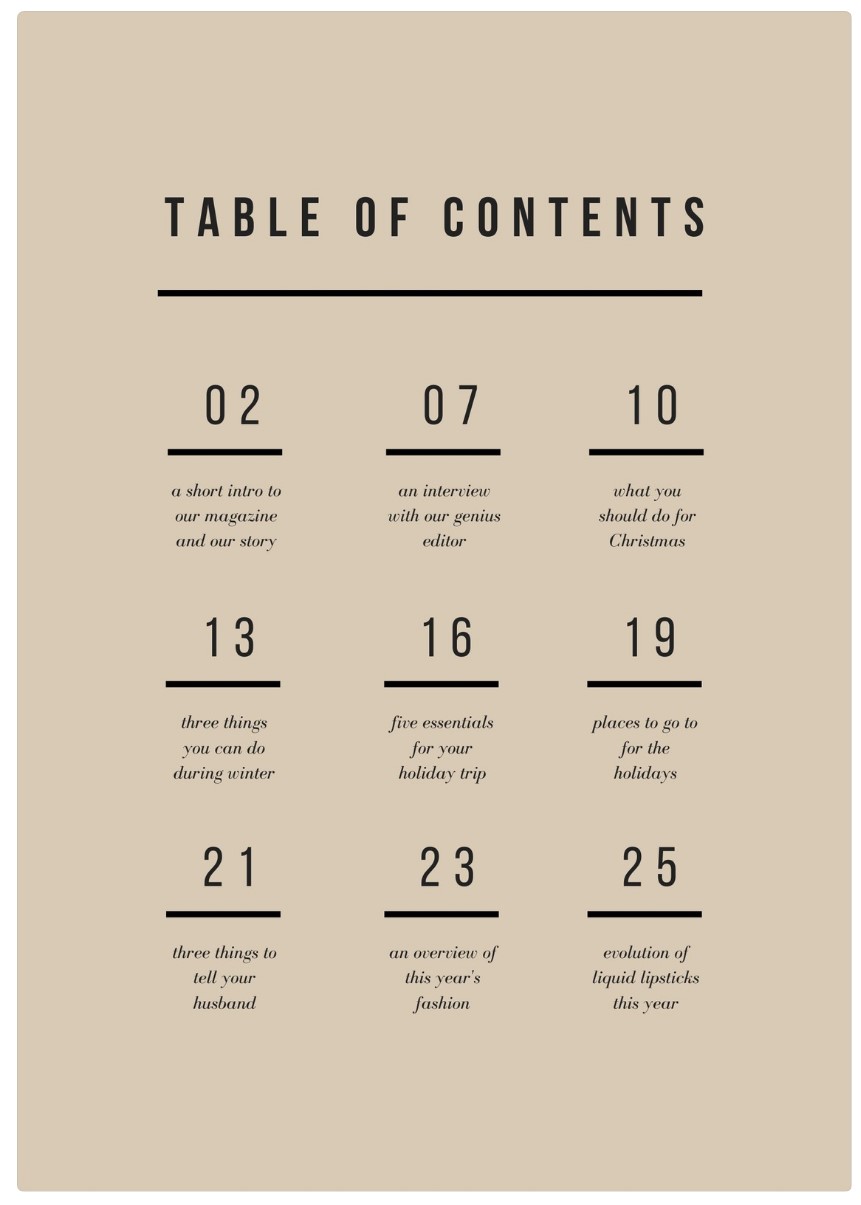 TABLE OF CONTENTS
02
a short intro to
our magazine
and our story
07
an interview
with our genius
editor
10
what you
should do for
Christmas
13
three things
you can do
during winter
16
five essentials
for your
holiday trip
19
places to go to
for the
holidays
21
three things to
tell your
husband
23
an overview of
this year's
fashion
25
evolution of
liquid lipsticks
this year